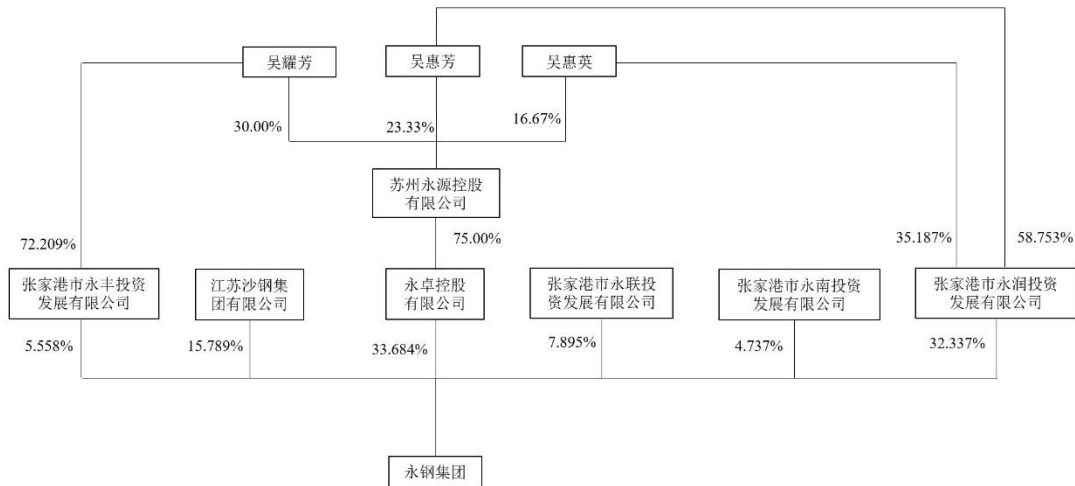 吴耀芳
吴惠芳
吴惠英
30.00%
23.33%
16.67%
苏州永源控股
有限公司
72.209%
75.00%
35.187%
58.753%
张家港市永丰投资
发展有限公司
江苏沙钢集
团有限公司
永卓控股
有限公司
张家港市永联投
资发展有限公司
张家港市永南投资
发展有限公司
张家港市永润投资
发展有限公司
5.558%
15.789%
33.684%
7.895%
4.737%
32.337%
永钢集团